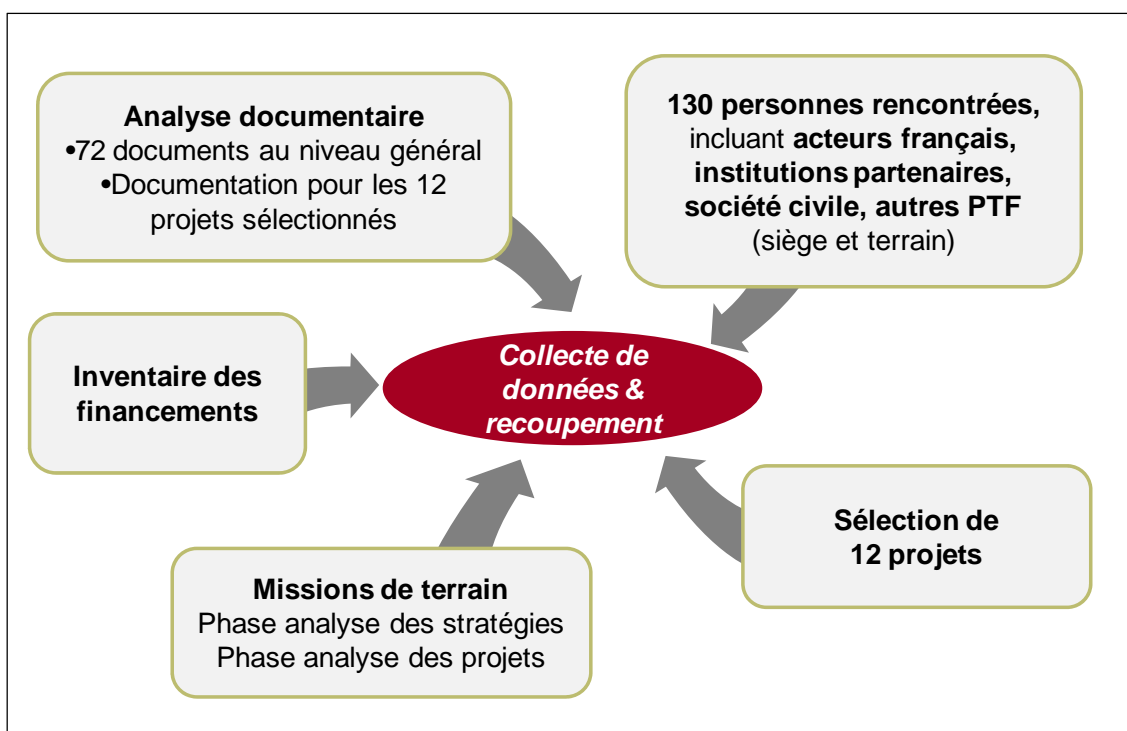 Analyse documentaire
•72 documents au niveau général
•Documentation pour les 12
projets sélectionnés
130 personnes rencontrées,
incluant acteurs français,
institutions partenaires,
société civile, autres PTF
(siège et terrain)
Inventaire des
financements
Collecte de
données &
recoupement
Sélection de
12 projets
Missions de terrain
Phase analyse des stratégies
Phase analyse des projets